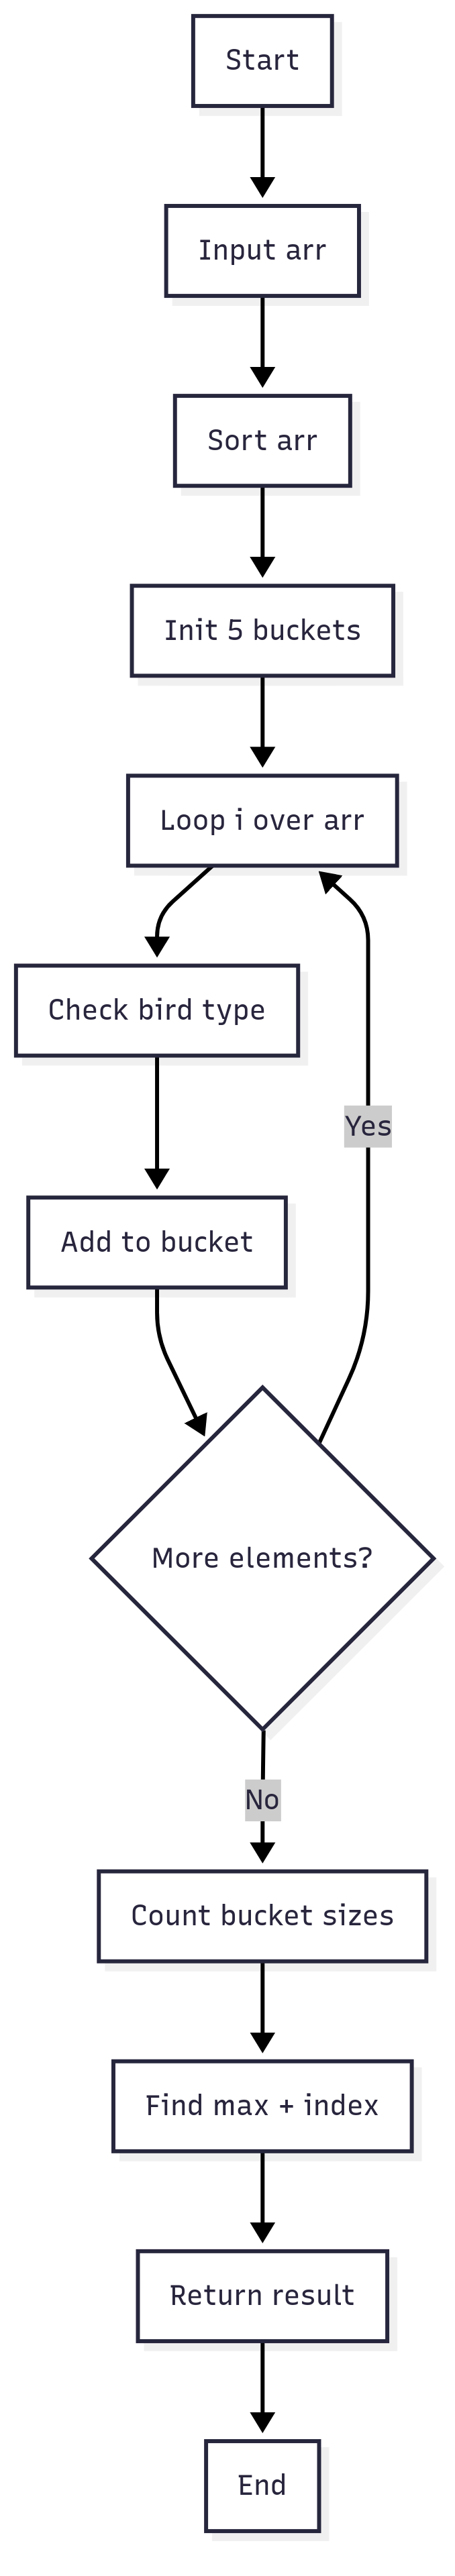 Start
Input arr
Sort arr
Init 5 buckets
Loop i over arr
Check bird type
Yes
Add to bucket
More elements?
No
Count bucket sizes
Find max + index
Return result
End